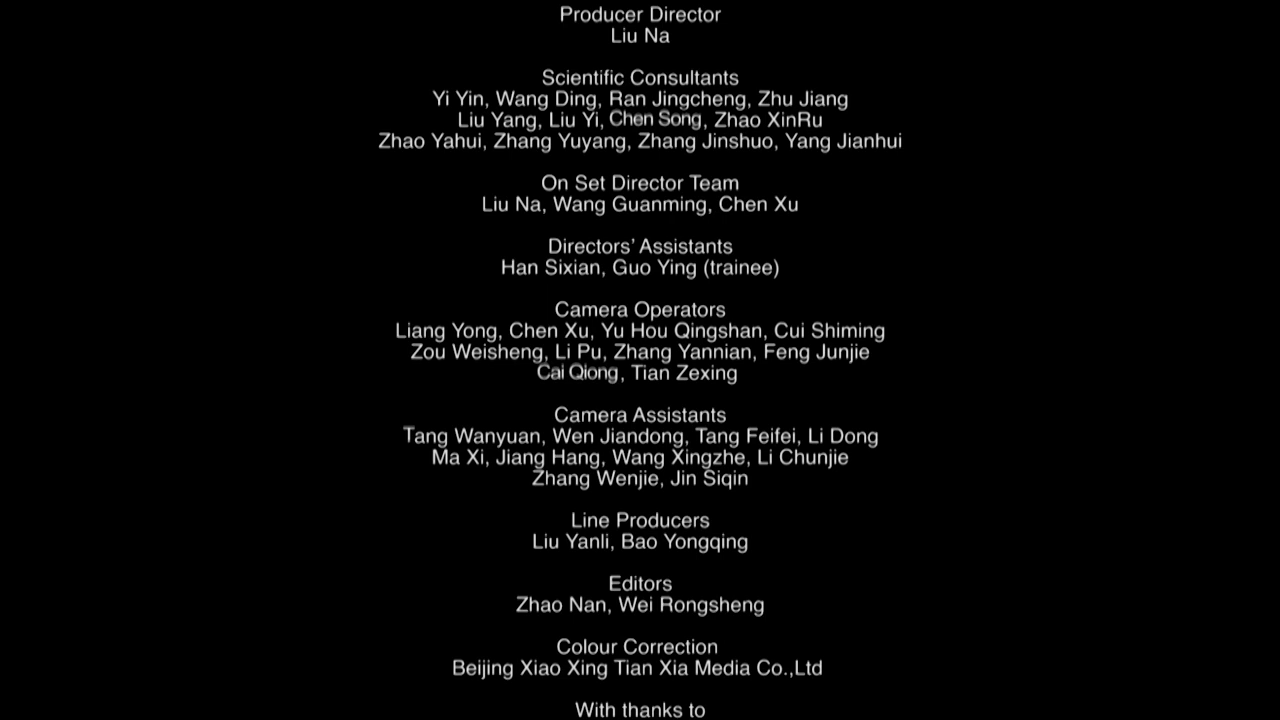 Producer Director
Liu Na
Scientific Consultants
Yi Yin, Wang Ding, Ran Jingcheng, Zhu Jiang
Liu Yang, Liu Yi, Chen Song, Zhao XinRu
Zhao Yahui, Zhang Yuyang, Zhang Jinshuo, Yang Jianhui
On Set Director Team
Liu Na, Wang Guanming, Chen Xu
Directors’ Assistants
Han Sixian, Guo Ying (trainee)
Camera Operators
Liang Yong, Chen Xu, Yu Hou Qingshan, Cui Shiming
Zou Weisheng, Li Pu, Zhang Yannian, Feng Junjie
Cai Qiong, Tian Zexing
Camera Assistants
Tang Wanyuan, Wen Jiandong, Tang Feifei, Li Dong
Ma Xi, Jiang Hang, Wang Xingzhe, Li Chunjie
Zhang Wenjie, Jin Siqin
Line Producers
Liu Yanli, Bao Yongqing
Editors
Zhao Nan, Wei Rongsheng
Colour Correction
Beijing Xiao Xing Tian Xia Media Co.,Ltd
With thanks to